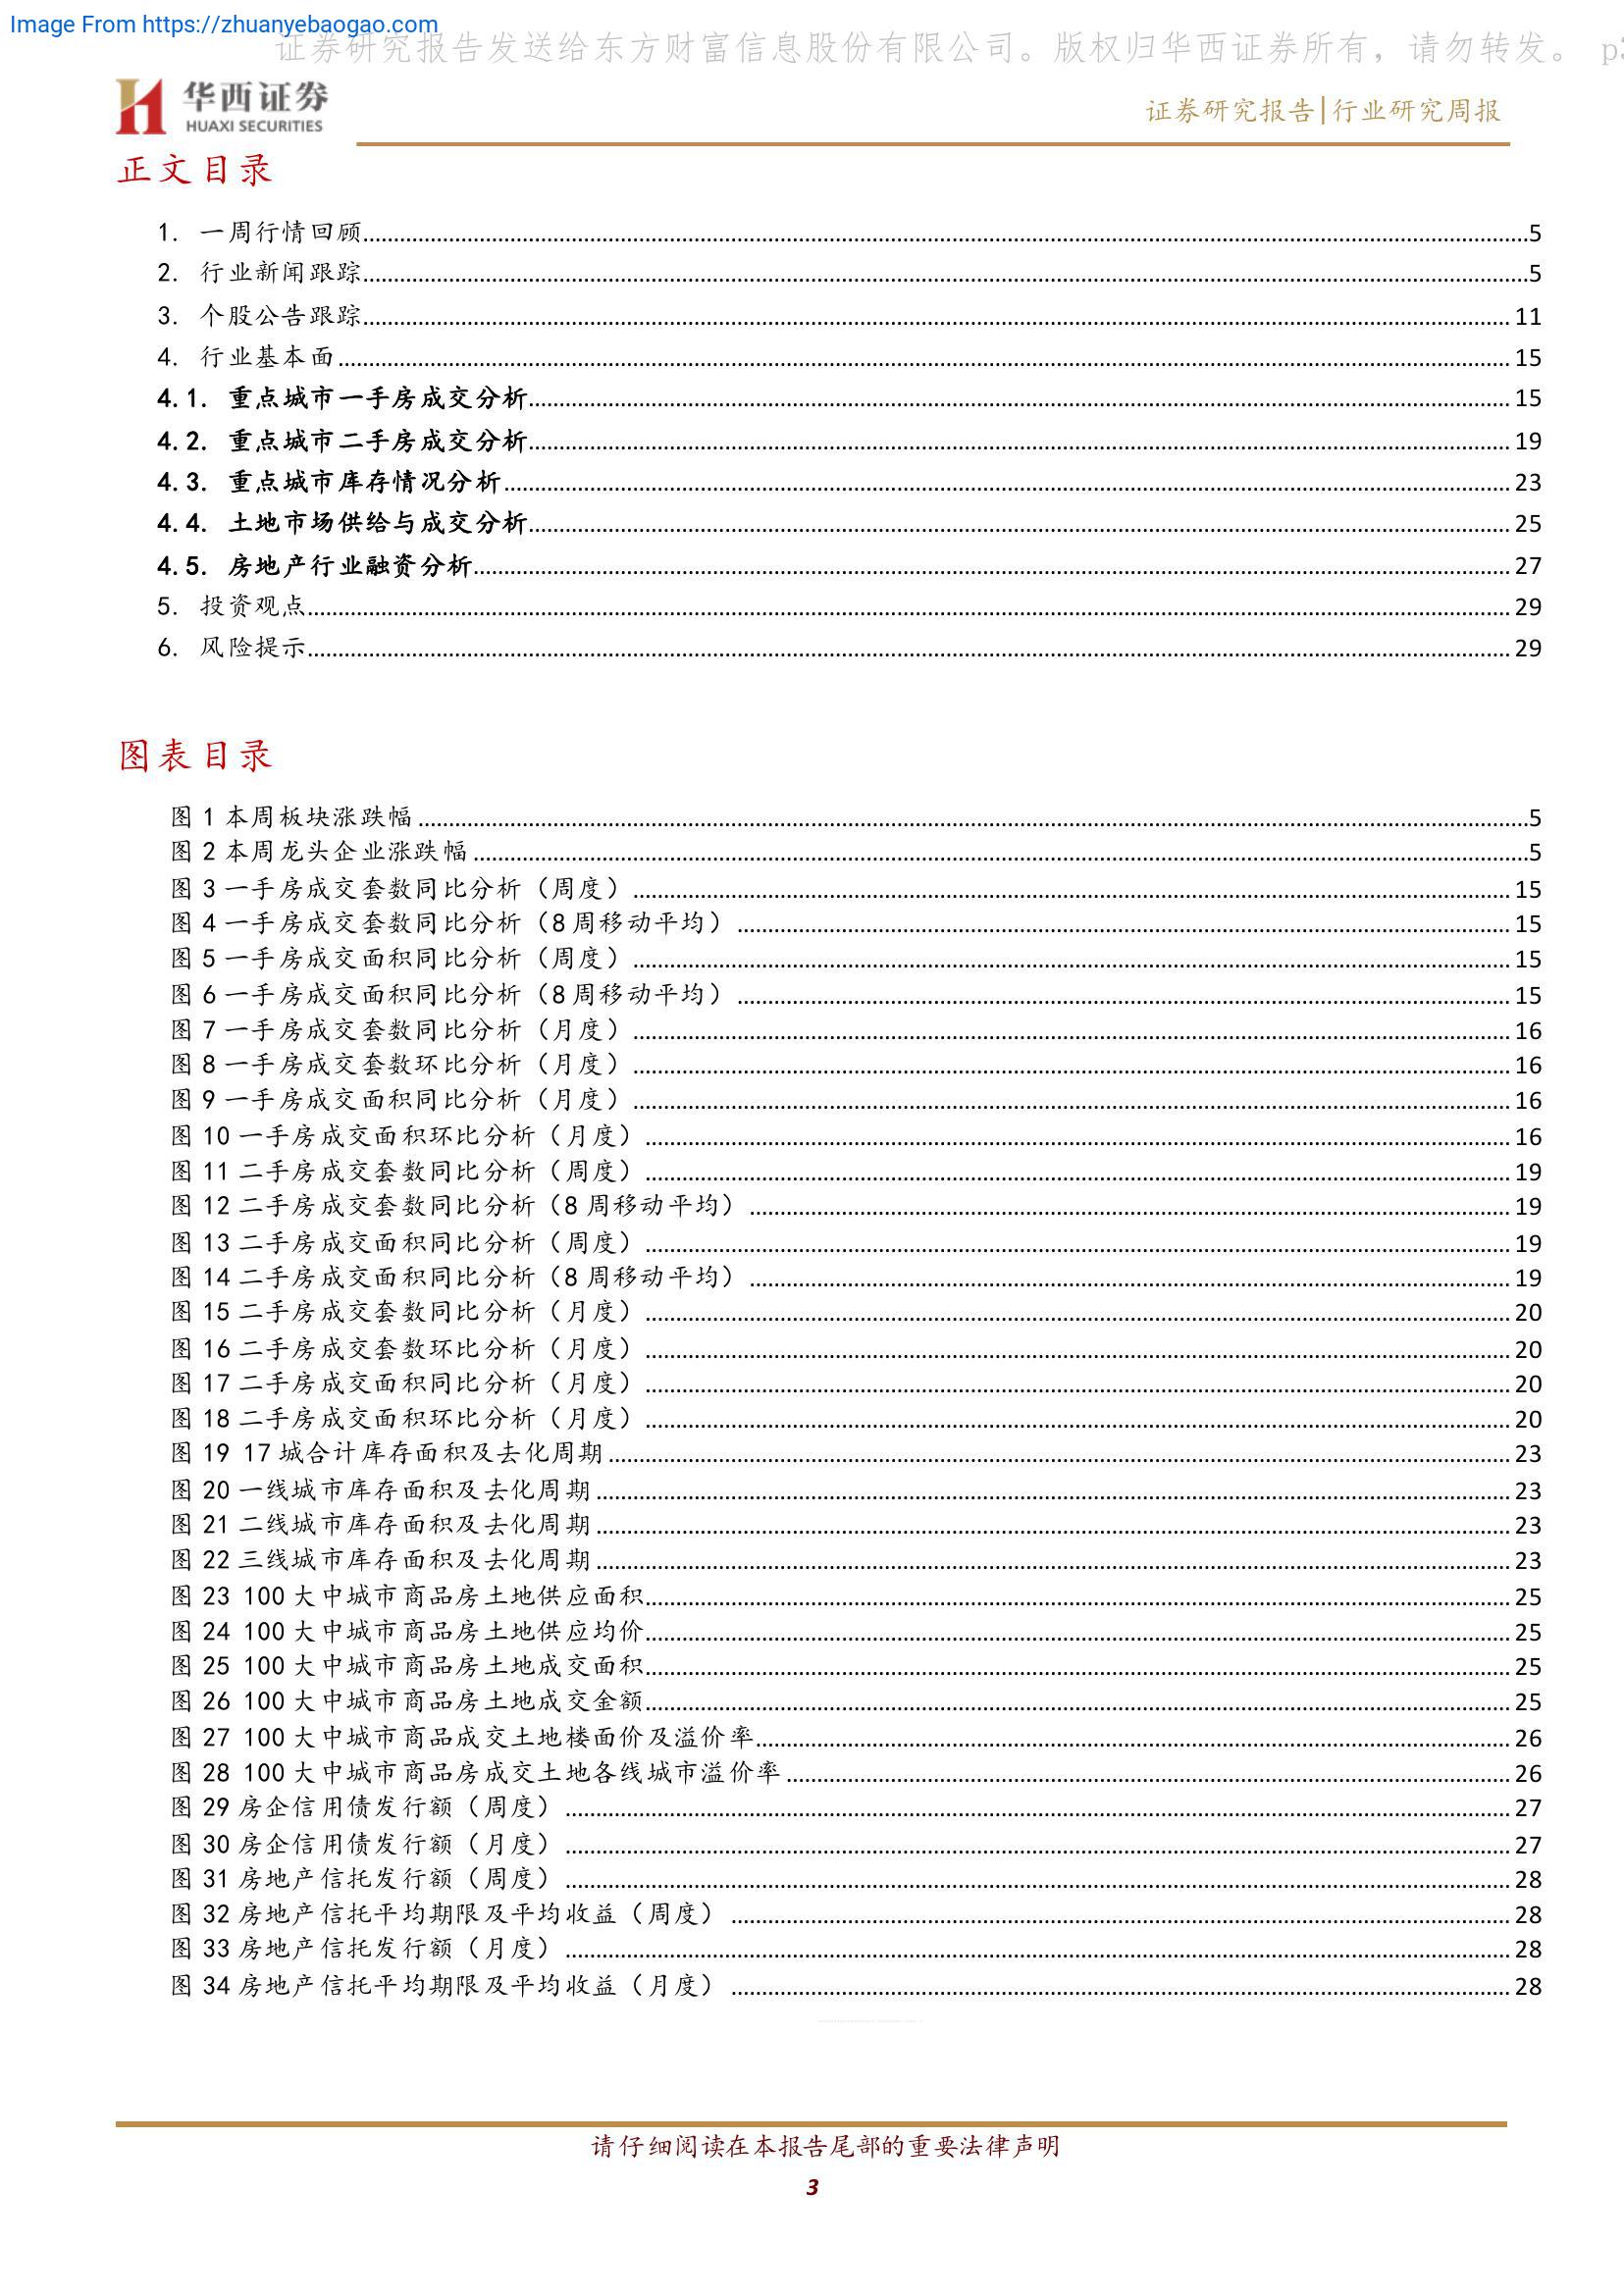 Image From https://zhuanyebaogao.com
证券研究报告发送给东方财富信息股份有限公司。版权归华西证券所有，请勿转发。 p3
华西证券
HUAXI SECURITIES
证券研究报告|行业研究周报
正文目录
1. 一周行情回顾 5
2. 行业新闻跟踪 5
3. 个股公告跟踪 11
4. 行业基本面 15
4.1. 重点城市一手房成交分析 15
4.2. 重点城市二手房成交分析 19
4.3. 重点城市库存情况分析 23
4.4. 土地市场供给与成交分析 25
4.5. 房地产行业融资分析 27
5. 投资观点 29
6. 风险提示 29
图表目录
图 1 本周板块涨跌幅 5
图 2 本周龙头企业涨跌幅 5
图 3 一手房成交套数同比分析（周度） 15
图 4 一手房成交套数同比分析（8 周移动平均） 15
图 5 一手房成交面积同比分析（周度） 15
图 6 一手房成交面积同比分析（8 周移动平均） 15
图 7 一手房成交套数同比分析（月度） 16
图 8 一手房成交套数环比分析（月度） 16
图 9 一手房成交面积同比分析（月度） 16
图 10 一手房成交面积环比分析（月度） 16
图 11 二手房成交套数同比分析（周度） 19
图 12 二手房成交套数同比分析（8 周移动平均） 19
图 13 二手房成交面积同比分析（周度） 19
图 14 二手房成交面积同比分析（8 周移动平均） 19
图 15 二手房成交套数同比分析（月度） 20
图 16 二手房成交套数环比分析（月度） 20
图 17 二手房成交面积同比分析（月度） 20
图 18 二手房成交面积环比分析（月度） 20
图 19 17 城合计库存面积及去化周期 23
图 20 一线城市库存面积及去化周期 23
图 21 二线城市库存面积及去化周期 23
图 22 三线城市库存面积及去化周期 23
图 23 100 大中城市商品房土地供应面积 25
图 24 100 大中城市商品房土地供应均价 25
图 25 100 大中城市商品房土地成交面积 25
图 26 100 大中城市商品房土地成交金额 25
图 27 100 大中城市商品成交土地楼面价及溢价率 26
图 28 100 大中城市商品房成交土地各线城市溢价率 26
图 29 房企信用债发行额（周度） 27
图 30 房企信用债发行额（月度） 27
图 31 房地产信托发行额（周度） 28
图 32 房地产信托平均期限及平均收益（周度） 28
图 33 房地产信托发行额（月度） 28
图 34 房地产信托平均期限及平均收益（月度） 28
请仔细阅读在本报告尾部的重要法律声明
3